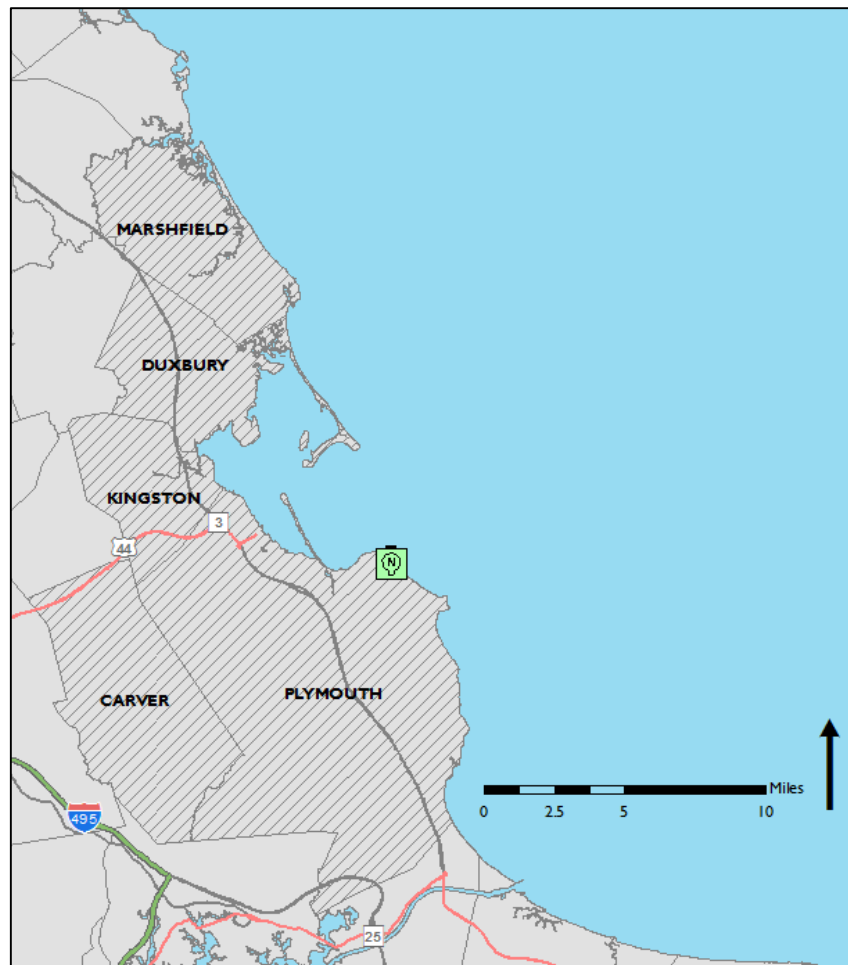 MARSHFIELD
DUXBURY
KINGSTON
3
44
N
CARVER
PLYMOUTH
Miles
0 2.5 5 10
495
25